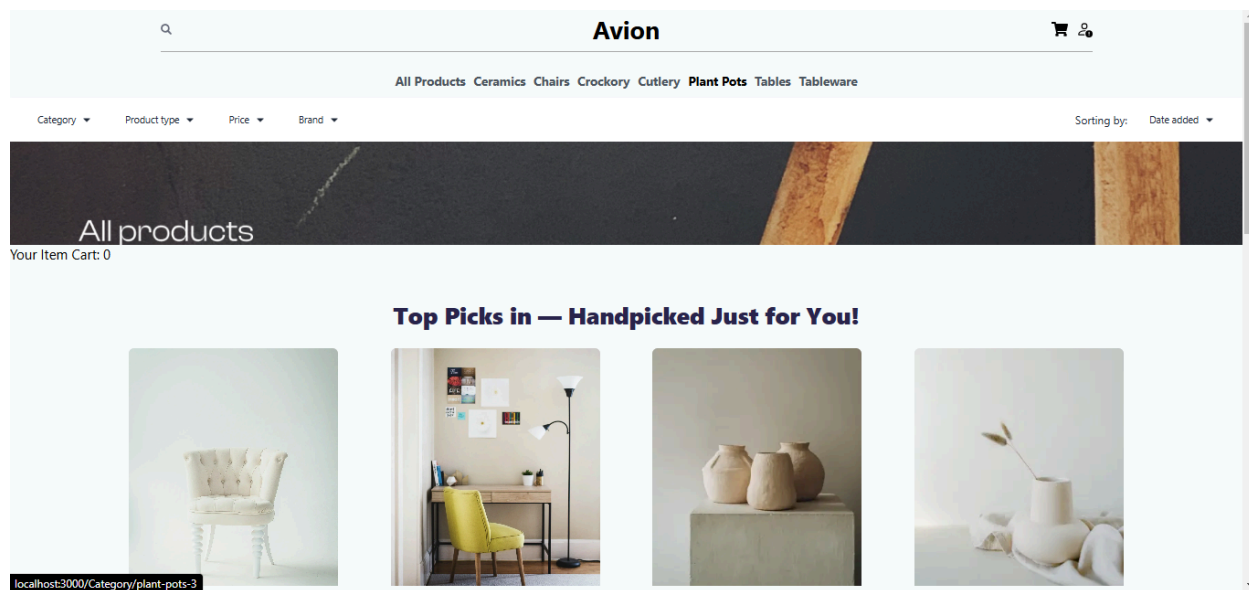 Avion
All Products Ceramics Chairs Crockory Cutlery Plant Pots Tables Tableware
Category Product type Price Brand Sorting by: Date added
All products
Your Item Cart: 0
Top Picks in — Handpicked Just for You!
localhost:3000/Category/plant-pots-3